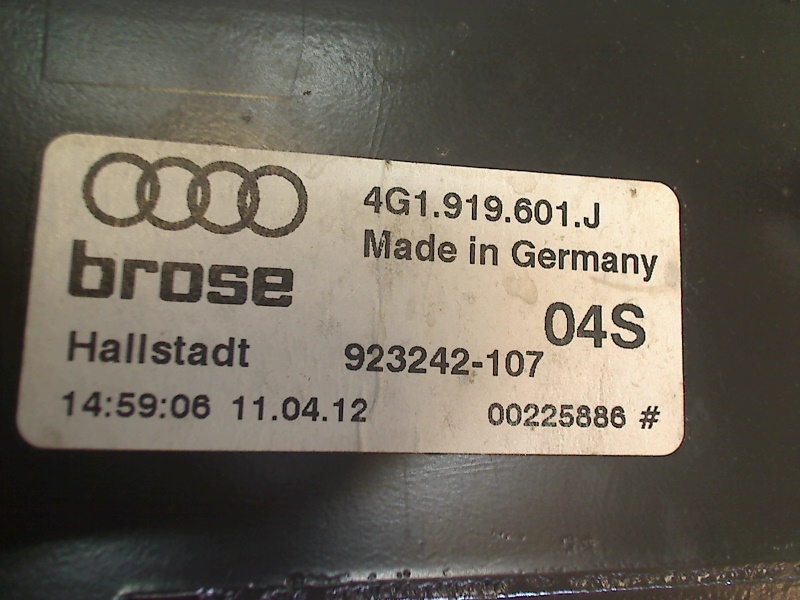 4G1.919.601.J
Made in Germany
brose
04S
Hallstadt
923242-107
14:59:06 11.04.12
00225886 #